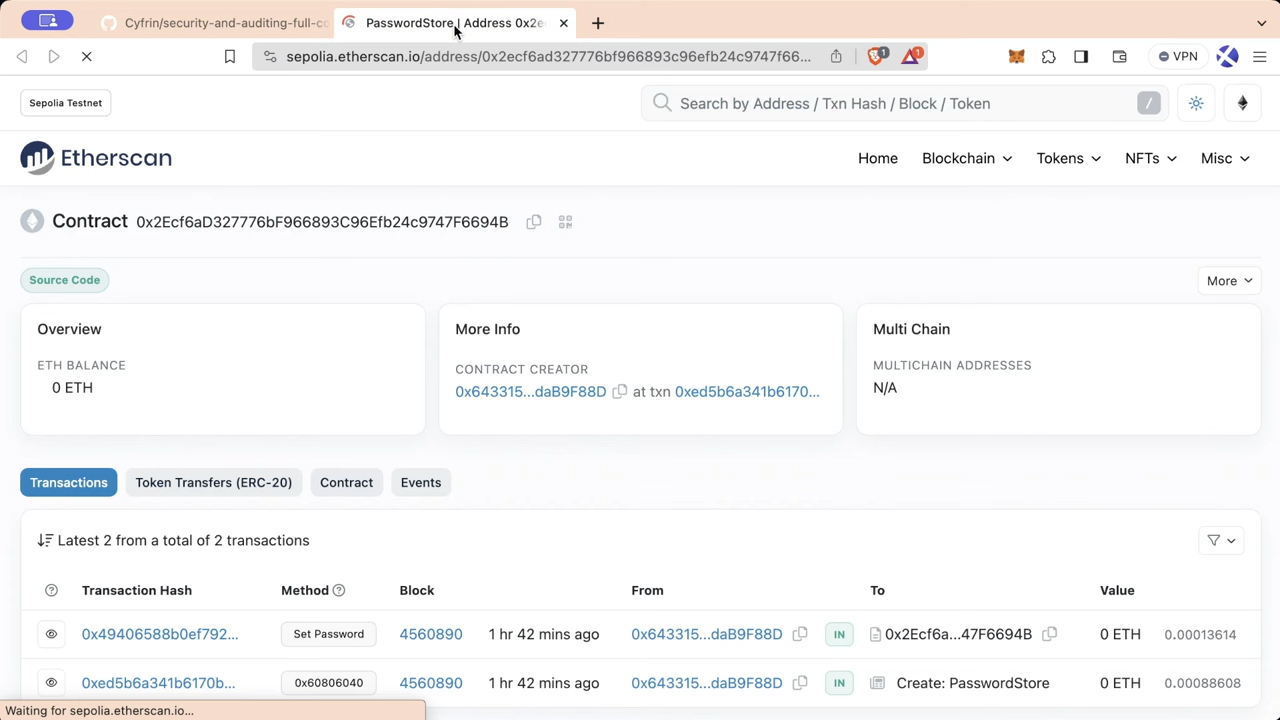 Cyfrin/security-and-auditing-full-co
PasswordStore | Address 0x2e
sepolia.etherscan.io/address/0x2ecf6ad327776bf966893c96efb24c9747f66...
1
1
VPN
Sepolia Testnet
Search by Address / Txn Hash / Block / Token
/
Etherscan
Home
Blockchain
Tokens
NFTs
Misc
Contract 0x2Ecf6aD327776bF966893C96Efb24c9747F6694B
Source Code
More
Overview
ETH BALANCE
0 ETH
More Info
CONTRACT CREATOR
0x643315...daB9F88D at txn 0xed5b6a341b6170...
Multi Chain
MULTICHAIN ADDRESSES
N/A
Transactions
Token Transfers (ERC-20)
Contract
Events
Latest 2 from a total of 2 transactions
Transaction Hash Method Block From To Value
0x49406588b0ef792... Set Password 4560890 1 hr 42 mins ago 0x643315...daB9F88D IN 0x2Ecf6a...47F6694B 0 ETH 0.00013614
0xed5b6a341b6170b... 0x60806040 4560890 1 hr 42 mins ago 0x643315...daB9F88D IN Create: PasswordStore 0 ETH 0.00088608
Waiting for sepolia.etherscan.io...